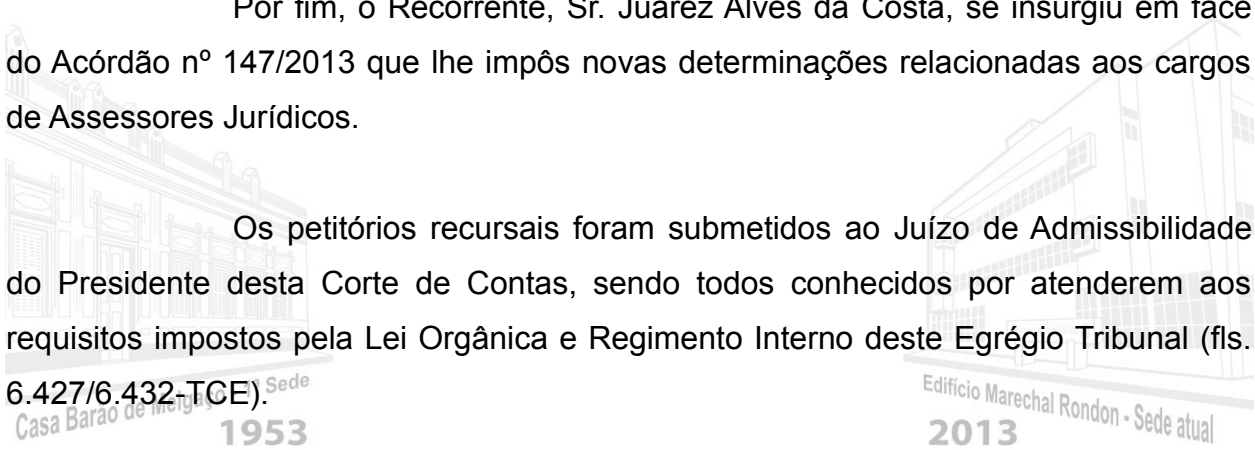 Por fim, o Recorrente, Sr. Juarez Alves da Costa, se insurgiu em face
do Acórdão nº 147/2013 que lhe impôs novas determinações relacionadas aos cargos
de Assessores Jurídicos.
Os petitórios recursais foram submetidos ao Juízo de Admissibilidade
do Presidente desta Corte de Contas, sendo todos conhecidos por atenderem aos
requisitos impostos pela Lei Orgânica e Regimento Interno deste Egrégio Tribunal (fls.
6.427/6.432-TCE).
Casa Barão de Melgaço - Sede
1953
Edifício Marechal Rondon - Sede atual
2013